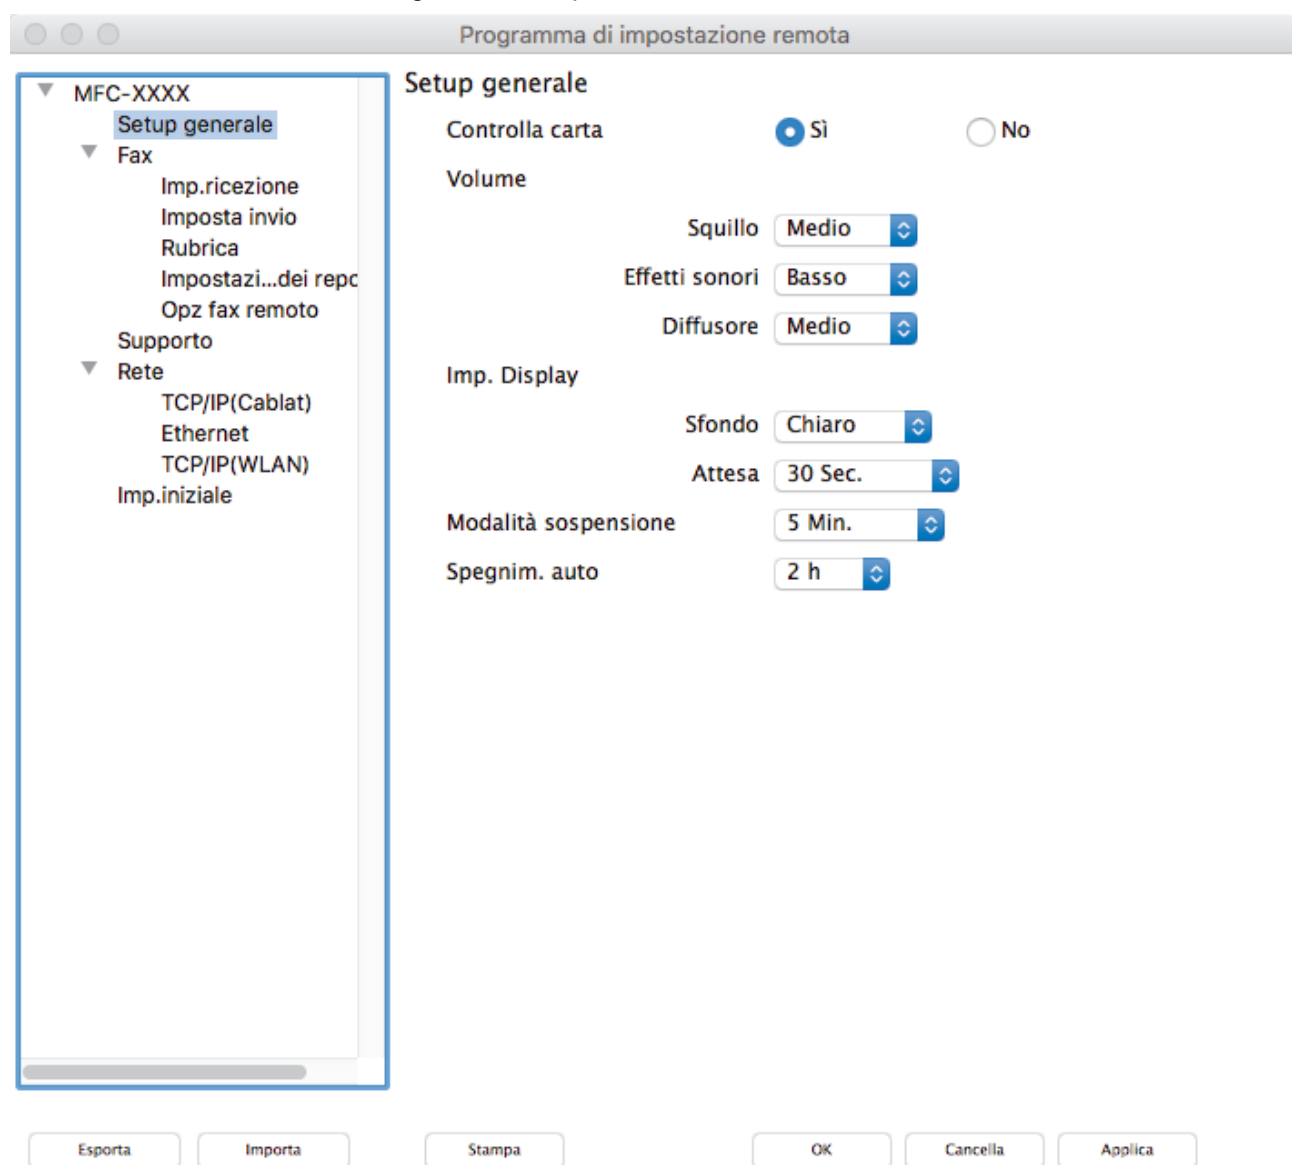 Programma di impostazione remota
MFC-XXXX
Setup generale
Fax
Imp.ricezione
Imposta invio
Rubrica
Impostazi...dei repo
Opz fax remoto
Supporto
Rete
TCP/IP(Cablat)
Ethernet
TCP/IP(WLAN)
Imp.iniziale
Setup generale
Controlla carta Sì No
Volume
Squillo Medio
Effetti sonori Basso
Diffusore Medio
Imp. Display
Sfondo Chiaro
Attesa 30 Sec.
Modalità sospensione 5 Min.
Spegnim. auto 2 h
Esporta Importa Stampa OK Cancella Applica